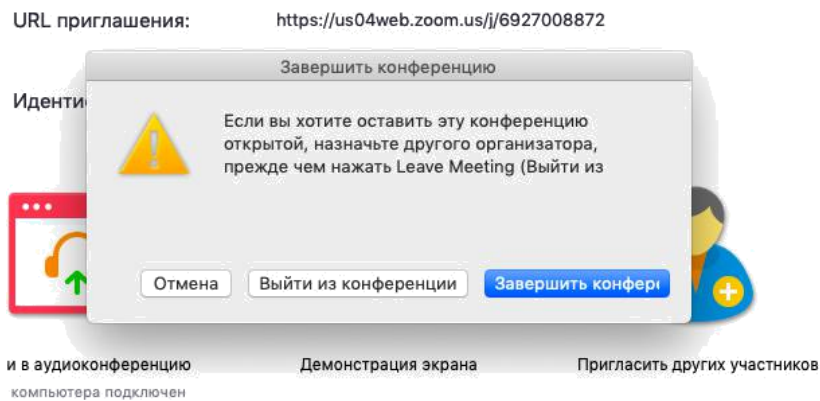 URL приглашения: https://us04web.zoom.us/j/6927008872
Завершить конференцию
Иденти
Если вы хотите оставить эту конференцию
открытой, назначьте другого организатора,
прежде чем нажать Leave Meeting (Выйти из
Отмена Выйти из конференции Завершить конфер
и в аудиоконференцию Демонстрация экрана Пригласить других участников
компьютера подключен